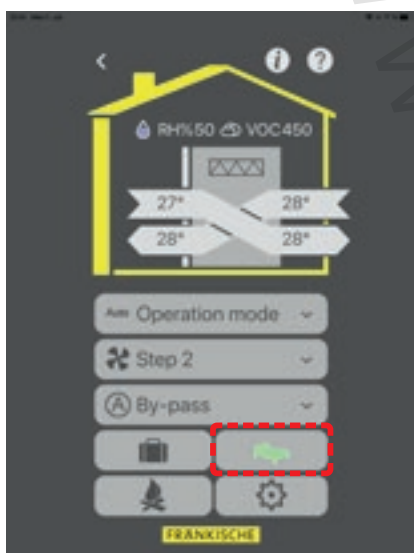 RH%50 VOC450
27° 28°
28° 28°
Auto Operation mode
Step 2
A By-pass
FRÄNKISCHE